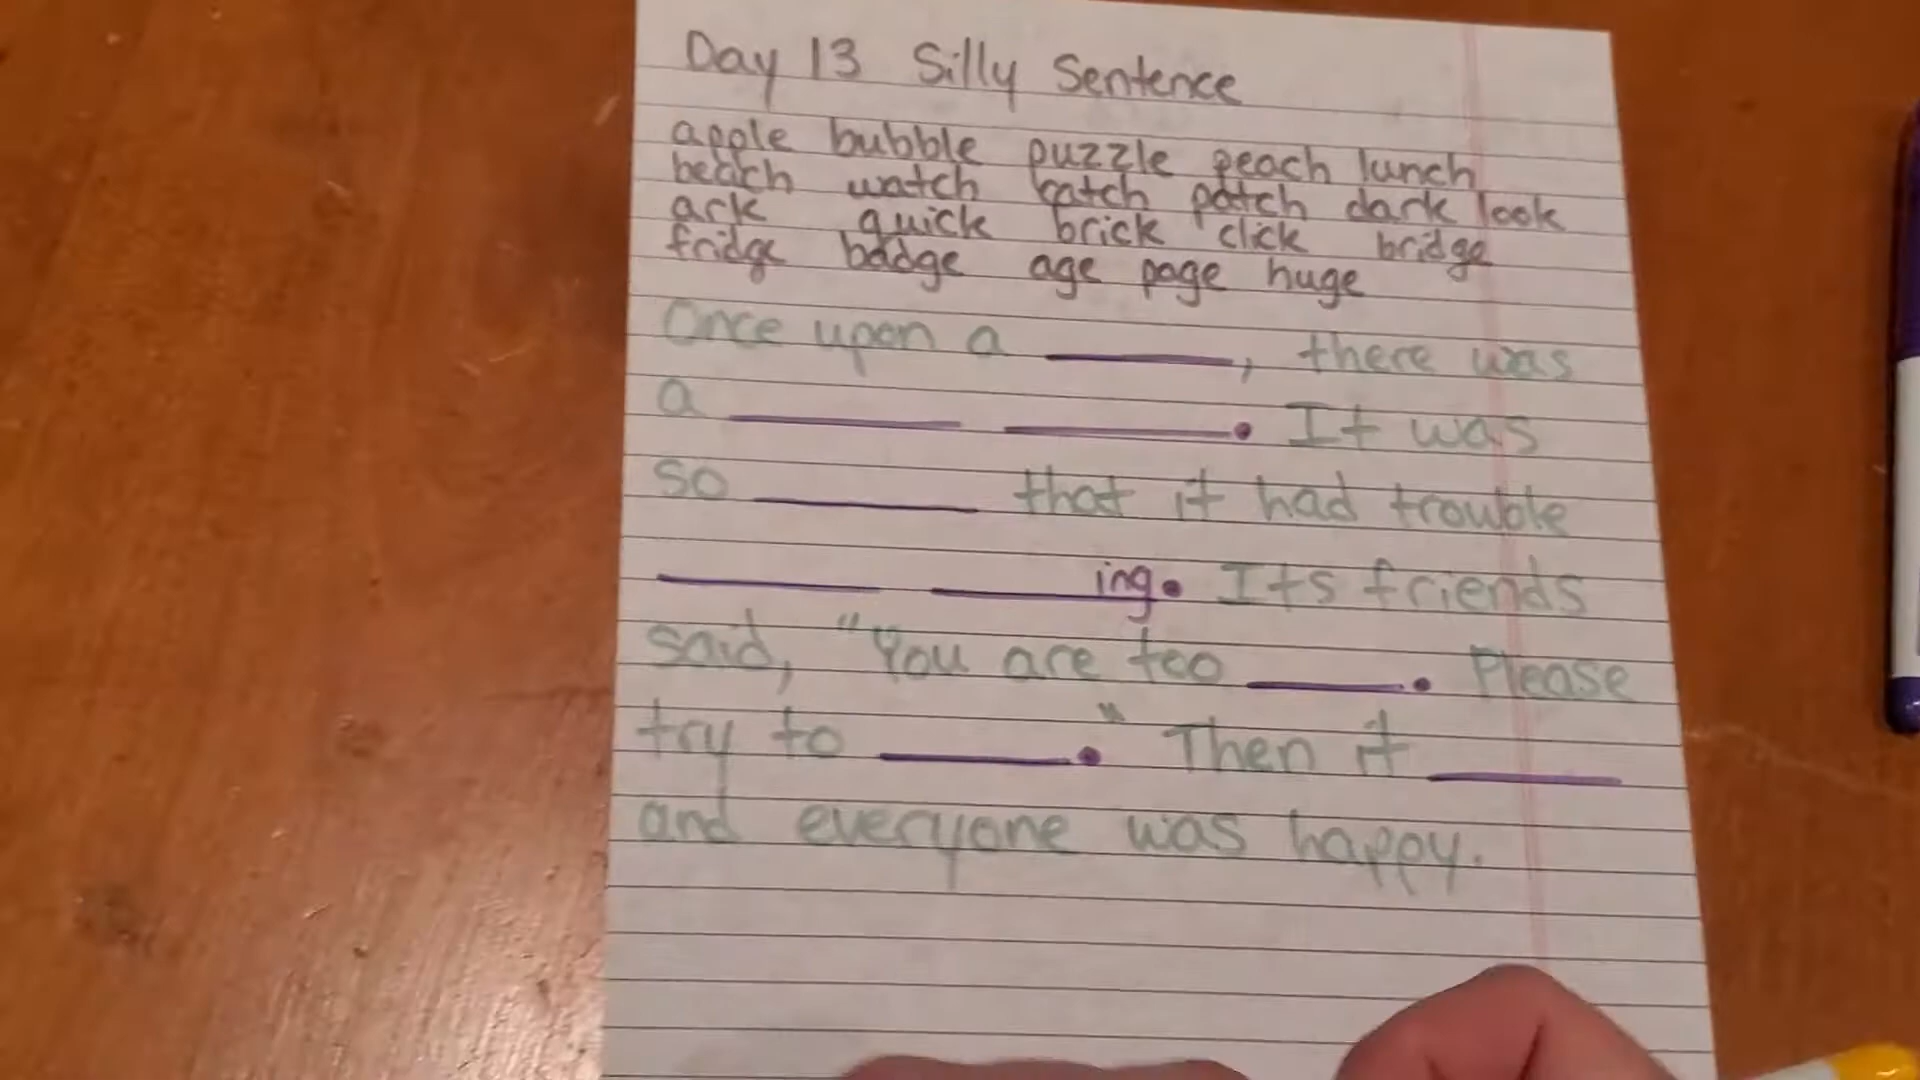 Day 13 Silly Sentence
apple bubble puzzle peach lunch
beach watch catch patch dark look
ark quick brick click bridge
fridge badge age page huge
Once upon a ______, there was
a ______ ______. It was
so ______ that it had trouble
______ ______ing. Its friends
said, "You are too ______. Please
try to ______." Then it ______
and everyone was happy.